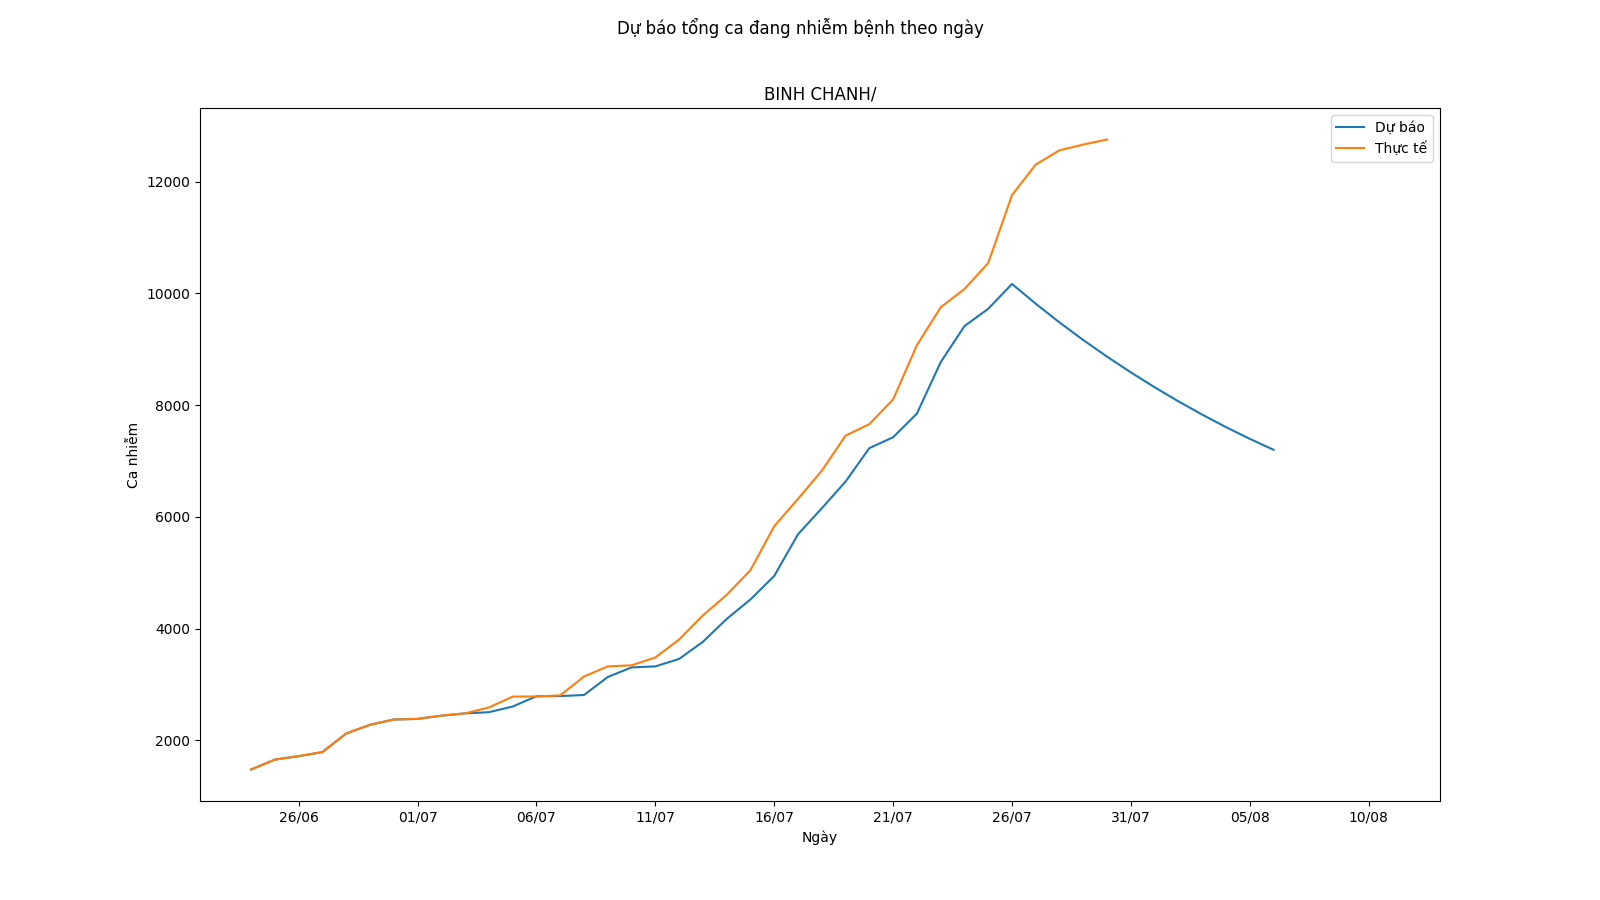 Dự báo tổng ca đang nhiễm bệnh theo ngày
BINH CHANH/
Dự báo
Thực tế
12000
10000
8000
6000
4000
2000
Ca nhiễm
26/06
01/07
06/07
11/07
16/07
21/07
26/07
31/07
05/08
10/08
Ngày